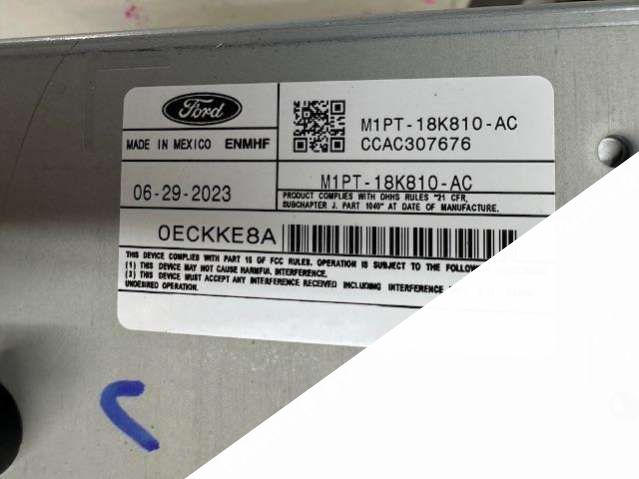 Ford
MADE IN MEXICO ENMHF
M1PT-18K810-AC
CCAC307676
06-29-2023
M1PT-18K810-AC
PRODUCT COMPLIES WITH DHHS RULES "21 CFR,
SUBCHAPTER J, PART 1040" AT DATE OF MANUFACTURE.
0ECKKE8A
THIS DEVICE COMPLIES WITH PART 15 OF FCC RULES. OPERATION IS SUBJECT TO THE
(1) THIS DEVICE MAY NOT CAUSE HARMFUL INTERFERENCE.
(2) THIS DEVICE MUST ACCEPT ANY INTERFERENCE RECEIVED INCLUDING INTERFERENCE
UNDESIRED OPERATION.